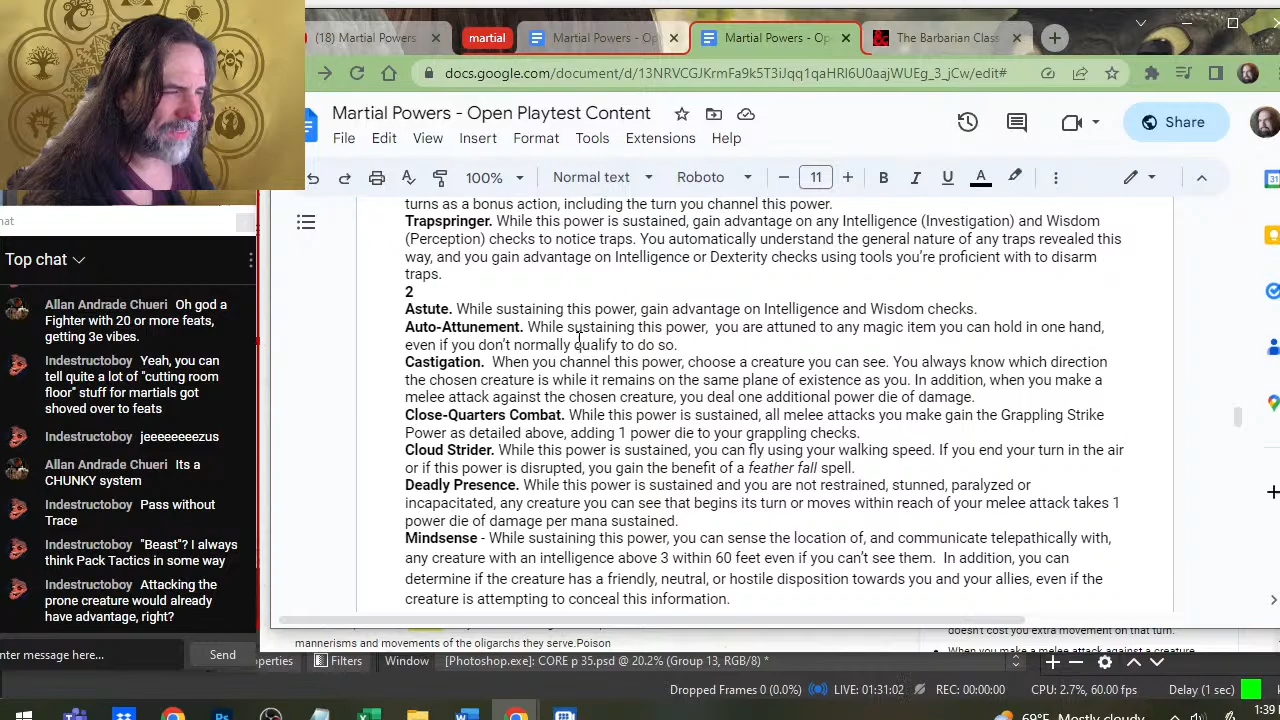 (18) Martial Powers
martial
Martial Powers - Op
Martial Powers - Op
The Barbarian Class
docs.google.com/document/d/13NRVCGJKrmFa9k5T3iJqq1qaHRl6U0aajWUEg_3_jCw/edit#
Martial Powers - Open Playtest Content
File Edit View Insert Format Tools Extensions Help
Share
100% Normal text Roboto 11 B I U A
turns as a bonus action, including the turn you channel this power.
Trapspringer. While this power is sustained, gain advantage on any Intelligence (Investigation) and Wisdom
(Perception) checks to notice traps. You automatically understand the general nature of any traps revealed this
way, and you gain advantage on Intelligence or Dexterity checks using tools you’re proficient with to disarm
traps.
2
Astute. While sustaining this power, gain advantage on Intelligence and Wisdom checks.
Auto-Attunement. While sustaining this power, you are attuned to any magic item you can hold in one hand,
even if you don’t normally qualify to do so.
Castigation. When you channel this power, choose a creature you can see. You always know which direction
the chosen creature is while it remains on the same plane of existence as you. In addition, when you make a
melee attack against the chosen creature, you deal one additional power die of damage.
Close-Quarters Combat. While this power is sustained, all melee attacks you make gain the Grappling Strike
Power as detailed above, adding 1 power die to your grappling checks.
Cloud Strider. While this power is sustained, you can fly using your walking speed. If you end your turn in the air
or if this power is disrupted, you gain the benefit of a feather fall spell.
Deadly Presence. While this power is sustained and you are not restrained, stunned, paralyzed or
incapacitated, any creature you can see that begins its turn or moves within reach of your melee attack takes 1
power die of damage per mana sustained.
Mindsense - While sustaining this power, you can sense the location of, and communicate telepathically with,
any creature with an intelligence above 3 within 60 feet even if you can’t see them. In addition, you can
determine if the creature has a friendly, neutral, or hostile disposition towards you and your allies, even if the
creature is attempting to conceal this information.
hat
Top chat
Allan Andrade Chueri Oh god a
Fighter with 20 or more feats,
getting 3e vibes.
Indestructoboy Yeah, you can
tell quite a lot of "cutting room
floor" stuff for martials got
shoved over to feats
Indestructoboy jeeeeeeezus
Allan Andrade Chueri Its a
CHUNKY system
Indestructoboy Pass without
Trace
Indestructoboy "Beast"? I always
think Pack Tactics in some way
Indestructoboy Attacking the
prone creature would already
have advantage, right?
nter message here...
Send
mannerisms and movements of the oligarchs they serve.Poison
doesn't cost you extra movement on that turn.
When you make a melee attack against a creature
operties Filters Window [Photoshop.exe]: CORE p 35.psd @ 20.2% (Group 13, RGB/8) *
Dropped Frames 0 (0.0%) LIVE: 01:31:02 REC: 00:00:00 CPU: 2.7%, 60.00 fps Delay (1 sec)
69°F Mostly cloudy
1:39